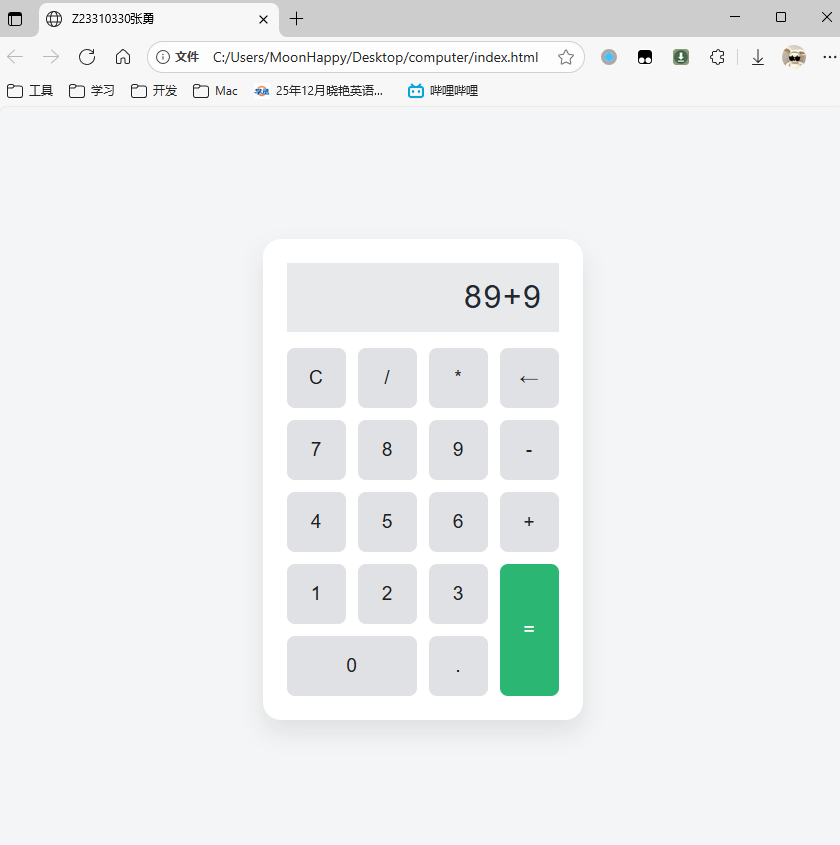 Z23310330张勇
文件 C:/Users/MoonHappy/Desktop/computer/index.html
工具 学习 开发 Mac 25年12月晓艳英语... 哔哩哔哩
89+9
C / * ←
7 8 9 -
4 5 6 +
1 2 3
=
0 .